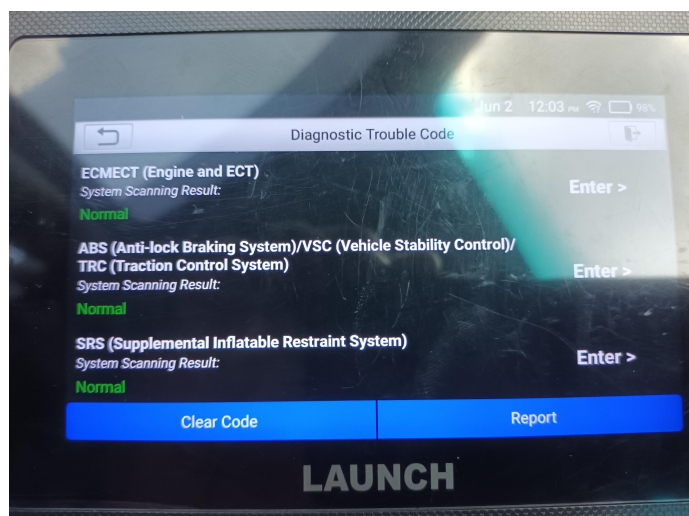 Jun 2 12:03 PM 98%
Diagnostic Trouble Code
ECMECT (Engine and ECT)
System Scanning Result:
Enter >
Normal
ABS (Anti-lock Braking System)/VSC (Vehicle Stability Control)/
TRC (Traction Control System)
System Scanning Result:
Enter >
Normal
SRS (Supplemental Inflatable Restraint System)
System Scanning Result:
Enter >
Normal
Clear Code
Report
LAUNCH